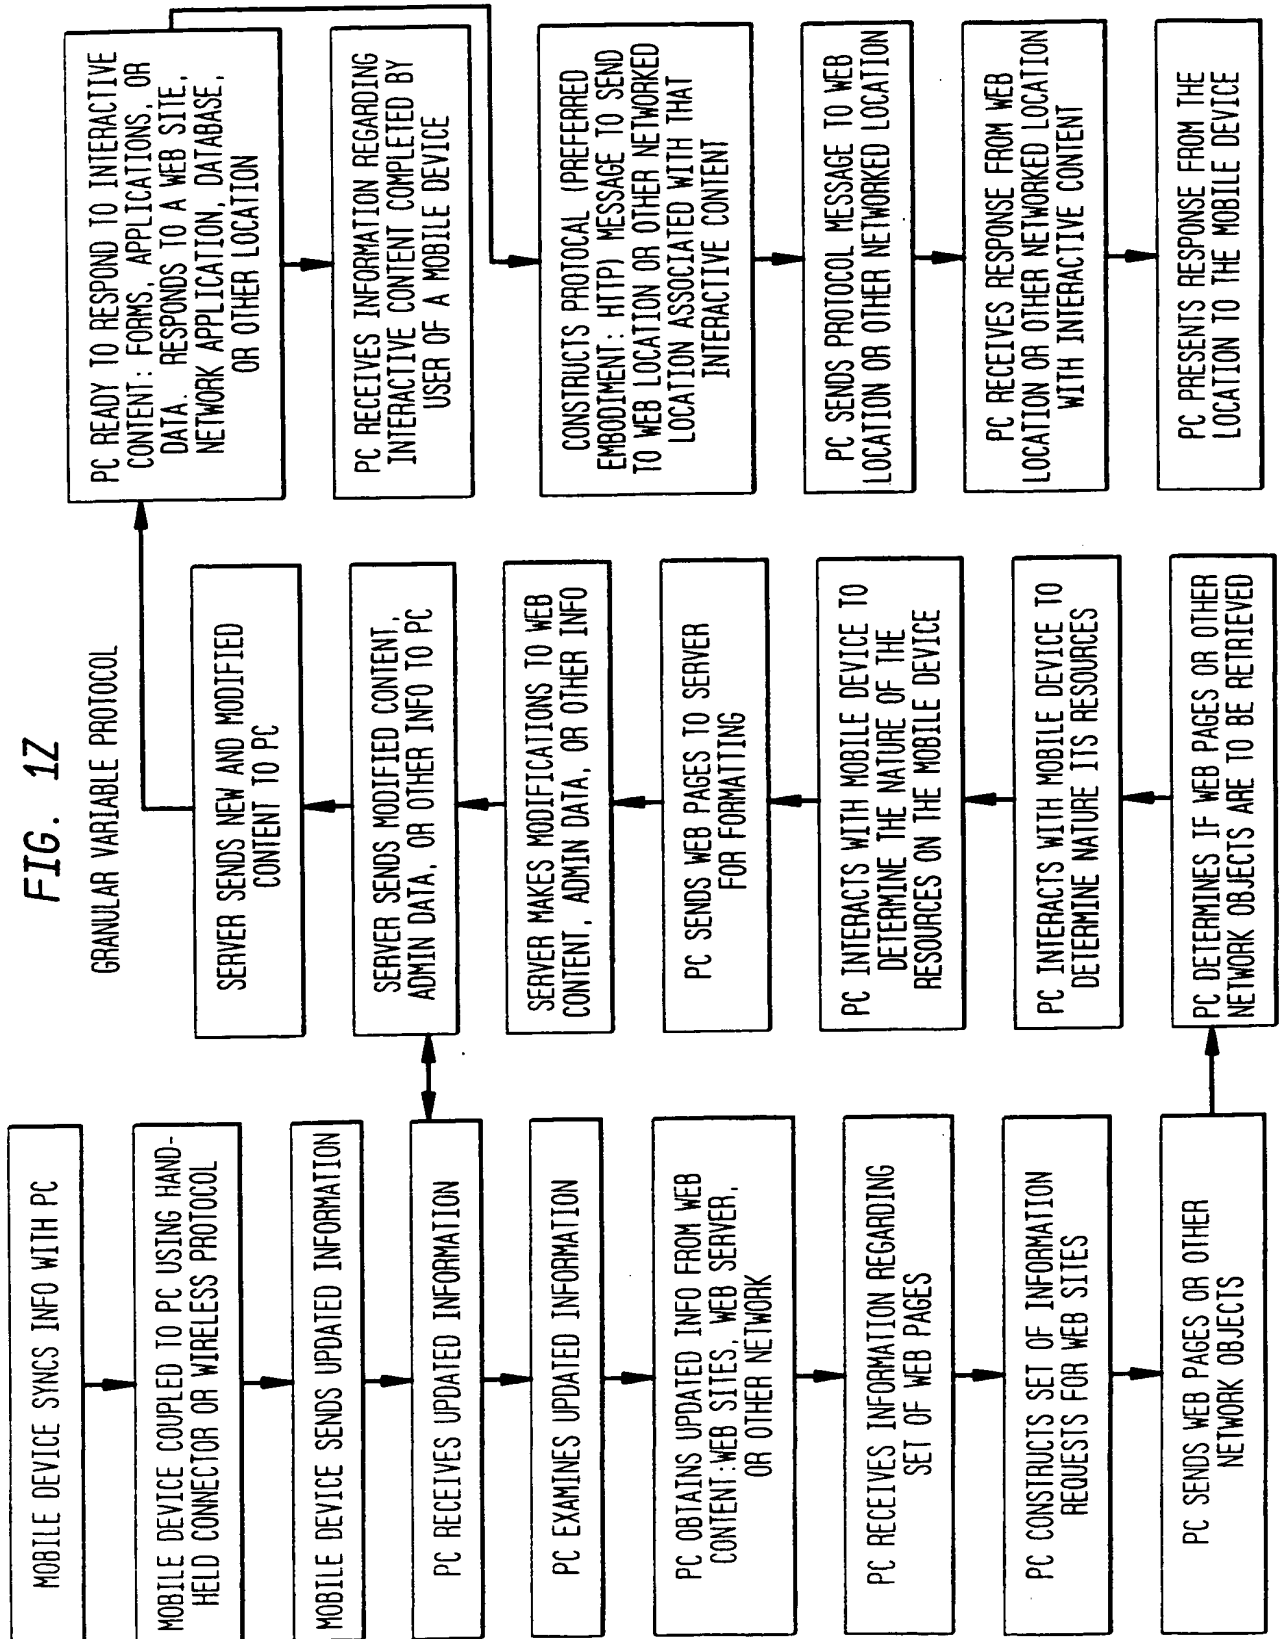 FIG. 1Z
GRANULAR VARIABLE PROTOCOL
MOBILE DEVICE SYNCS INFO WITH PC
MOBILE DEVICE COUPLED TO PC USING HAND-
HELD CONNECTOR OR WIRELESS PROTOCOL
MOBILE DEVICE SENDS UPDATED INFORMATION
PC RECEIVES UPDATED INFORMATION
PC EXAMINES UPDATED INFORMATION
PC OBTAINS UPDATED INFO FROM WEB
CONTENT:WEB SITES, WEB SERVER,
OR OTHER NETWORK
PC RECEIVES INFORMATION REGARDING
SET OF WEB PAGES
PC CONSTRUCTS SET OF INFORMATION
REQUESTS FOR WEB SITES
PC SENDS WEB PAGES OR OTHER
NETWORK OBJECTS
SERVER SENDS NEW AND MODIFIED
CONTENT TO PC
SERVER SENDS MODIFIED CONTENT,
ADMIN DATA, OR OTHER INFO TO PC
SERVER MAKES MODIFICATIONS TO WEB
CONTENT, ADMIN DATA, OR OTHER INFO
PC SENDS WEB PAGES TO SERVER
FOR FORMATTING
PC INTERACTS WITH MOBILE DEVICE TO
DETERMINE THE NATURE OF THE
RESOURCES ON THE MOBILE DEVICE
PC INTERACTS WITH MOBILE DEVICE TO
DETERMINE NATURE ITS RESOURCES
PC DETERMINES IF WEB PAGES OR OTHER
NETWORK OBJECTS ARE TO BE RETRIEVED
PC READY TO RESPOND TO INTERACTIVE
CONTENT: FORMS, APPLICATIONS, OR
DATA. RESPONDS TO A WEB SITE,
NETWORK APPLICATION, DATABASE,
OR OTHER LOCATION
PC RECEIVES INFORMATION REGARDING
INTERACTIVE CONTENT COMPLETED BY
USER OF A MOBILE DEVICE
CONSTRUCTS PROTOCAL (PREFERRED
EMBODIMENT: HTTP) MESSAGE TO SEND
TO WEB LOCATION OR OTHER NETWORKED
LOCATION ASSOCIATED WITH THAT
INTERACTIVE CONTENT
PC SENDS PROTOCOL MESSAGE TO WEB
LOCATION OR OTHER NETWORKED LOCATION
PC RECEIVES RESPONSE FROM WEB
LOCATION OR OTHER NETWORKED LOCATION
WITH INTERACTIVE CONTENT
PC PRESENTS RESPONSE FROM THE
LOCATION TO THE MOBILE DEVICE